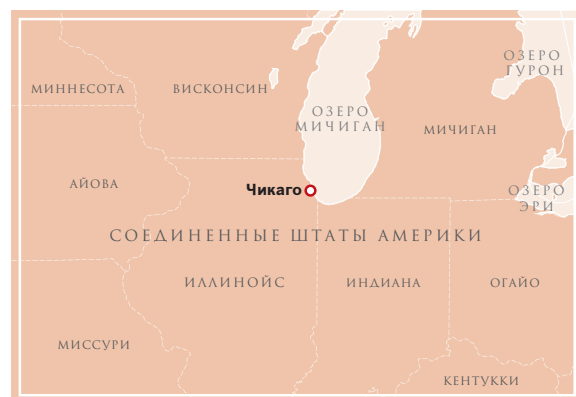 ОЗЕРО
ГУРОН
МИННЕСОТА
ВИСКОНСИН
ОЗЕРО
МИЧИГАН
МИЧИГАН
АЙОВА
Чикаго
ОЗЕРО
ЭРИ
СОЕДИНЕННЫЕ ШТАТЫ АМЕРИКИ
ИЛЛИНОЙС
ИНДИАНА
ОГАЙО
МИССУРИ
КЕНТУККИ